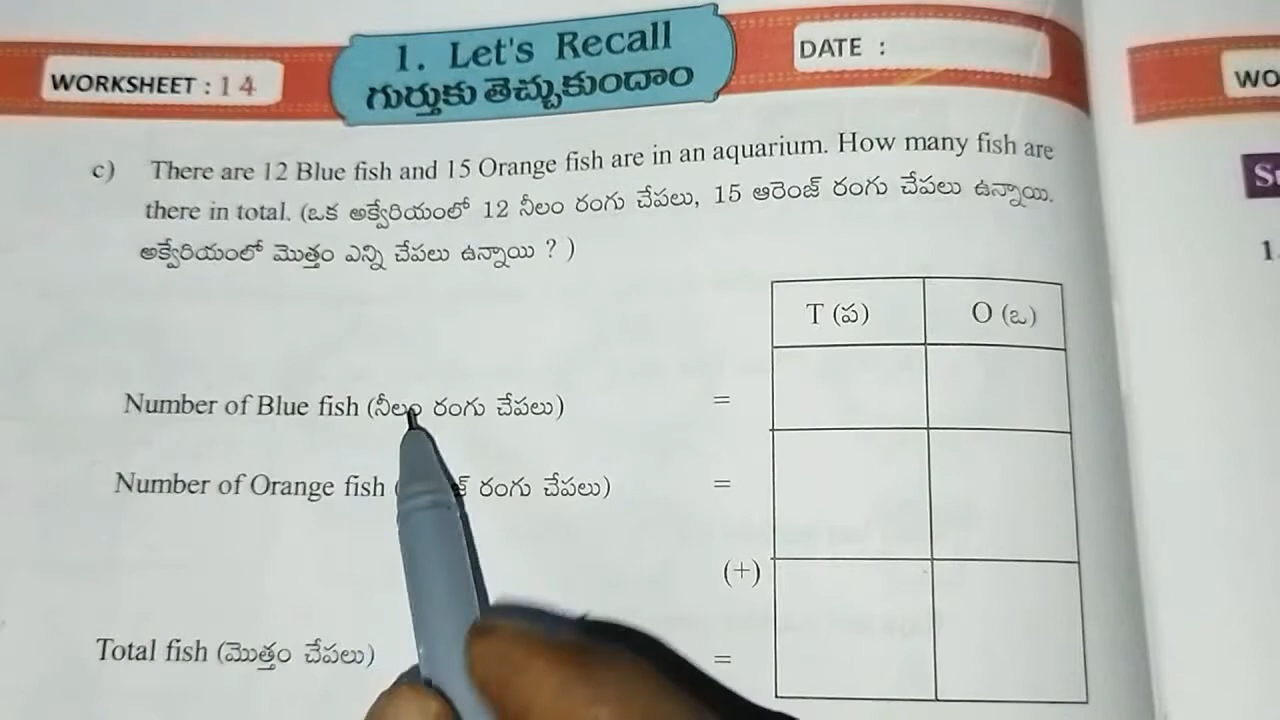 1. Let's Recall
గుర్తుకు తెచ్చుకుందాం
WORKSHEET : 14
DATE :
c) There are 12 Blue fish and 15 Orange fish are in an aquarium. How many fish are
there in total. (ఒక అక్వేరియంలో 12 నీలం రంగు చేపలు, 15 ఆరెంజ్ రంగు చేపలు ఉన్నాయి.
అక్వేరియంలో మొత్తం ఎన్ని చేపలు ఉన్నాయి ? )
T (ప) O (ఒ)
Number of Blue fish (నీలం రంగు చేపలు) =
Number of Orange fish ( రంగు చేపలు) =
(+)
Total fish (మొత్తం చేపలు) =
WO
1.